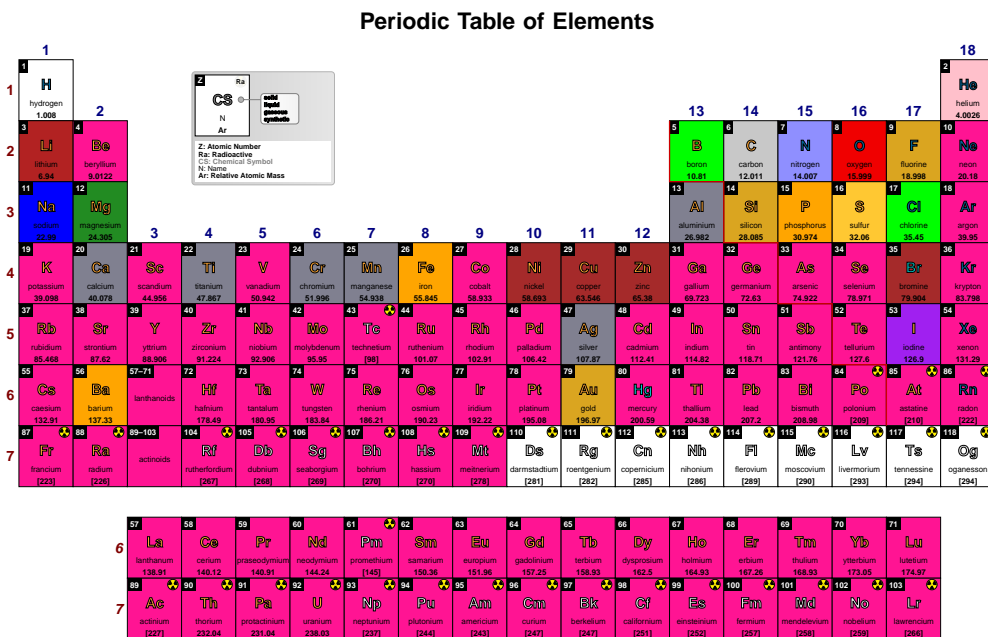 Periodic Table of Elements
1 18
1 2
1 H He
hydrogen helium
1.008 4.0026
Z Ra
CS
solid
liquid
gaseous
synthetic
N
Ar
Z: Atomic Number
Ra: Radioactive
CS: Chemical Symbol
N: Name
Ar: Relative Atomic Mass
2 13 14 15 16 17
3 4 5 6 7 8 9 10
2 Li Be B C N O F Ne
lithium beryllium boron carbon nitrogen oxygen fluorine neon
6.94 9.0122 10.81 12.011 14.007 15.999 18.998 20.18
11 12 13 14 15 16 17 18
3 Na Mg Al Si P S Cl Ar
sodium magnesium aluminium silicon phosphorus sulfur chlorine argon
22.99 24.305 26.982 28.085 30.974 32.06 35.45 39.95
3 4 5 6 7 8 9 10 11 12
19 20 21 22 23 24 25 26 27 28 29 30 31 32 33 34 35 36
4 K Ca Sc Ti V Cr Mn Fe Co Ni Cu Zn Ga Ge As Se Br Kr
potassium calcium scandium titanium vanadium chromium manganese iron cobalt nickel copper zinc gallium germanium arsenic selenium bromine krypton
39.098 40.078 44.956 47.867 50.942 51.996 54.938 55.845 58.933 58.693 63.546 65.38 69.723 72.63 74.922 78.971 79.904 83.798
37 38 39 40 41 42 43 44 45 46 47 48 49 50 51 52 53 54
5 Rb Sr Y Zr Nb Mo Tc Ru Rh Pd Ag Cd In Sn Sb Te I Xe
rubidium strontium yttrium zirconium niobium molybdenum technetium ruthenium rhodium palladium silver cadmium indium tin antimony tellurium iodine xenon
85.468 87.62 88.906 91.224 92.906 95.95 [98] 101.07 102.91 106.42 107.87 112.41 114.82 118.71 121.76 127.6 126.9 131.29
55 56 57–71 72 73 74 75 76 77 78 79 80 81 82 83 84 85 86
6 Cs Ba lanthanoids Hf Ta W Re Os Ir Pt Au Hg Tl Pb Bi Po At Rn
caesium barium hafnium tantalum tungsten rhenium osmium iridium platinum gold mercury thallium lead bismuth polonium astatine radon
132.91 137.33 178.49 180.95 183.84 186.21 190.23 192.22 195.08 196.97 200.59 204.38 207.2 208.98 [209] [210] [222]
87 88 89–103 104 105 106 107 108 109 110 111 112 113 114 115 116 117 118
7 Fr Ra actinoids Rf Db Sg Bh Hs Mt Ds Rg Cn Nh Fl Mc Lv Ts Og
francium radium rutherfordium dubnium seaborgium bohrium hassium meitnerium darmstadtium roentgenium copernicium nihonium flerovium moscovium livermorium tennessine oganesson
[223] [226] [267] [268] [269] [270] [270] [278] [281] [282] [285] [286] [289] [290] [293] [294] [294]
57 58 59 60 61 62 63 64 65 66 67 68 69 70 71
6 La Ce Pr Nd Pm Sm Eu Gd Tb Dy Ho Er Tm Yb Lu
lanthanum cerium praseodymium neodymium promethium samarium europium gadolinium terbium dysprosium holmium erbium thulium ytterbium lutetium
138.91 140.12 140.91 144.24 [145] 150.36 151.96 157.25 158.93 162.5 164.93 167.26 168.93 173.05 174.97
89 90 91 92 93 94 95 96 97 98 99 100 101 102 103
7 Ac Th Pa U Np Pu Am Cm Bk Cf Es Fm Md No Lr
actinium thorium protactinium uranium neptunium plutonium americium curium berkelium californium einsteinium fermium mendelevium nobelium lawrencium
[227] 232.04 231.04 238.03 [237] [244] [243] [247] [247] [251] [252] [257] [258] [259] [266]